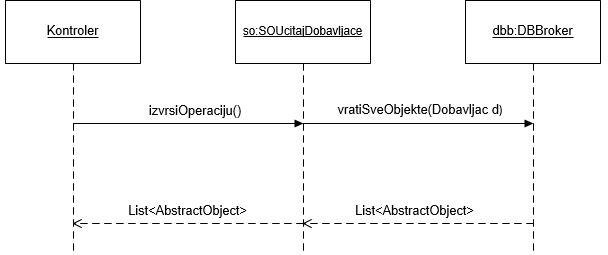 Kontroler
so:SOUcitajDobavljace
dbb:DBBroker
izvrsiOperaciju()
vratiSveObjekte(Dobavljac d)
List<AbstractObject>
List<AbstractObject>